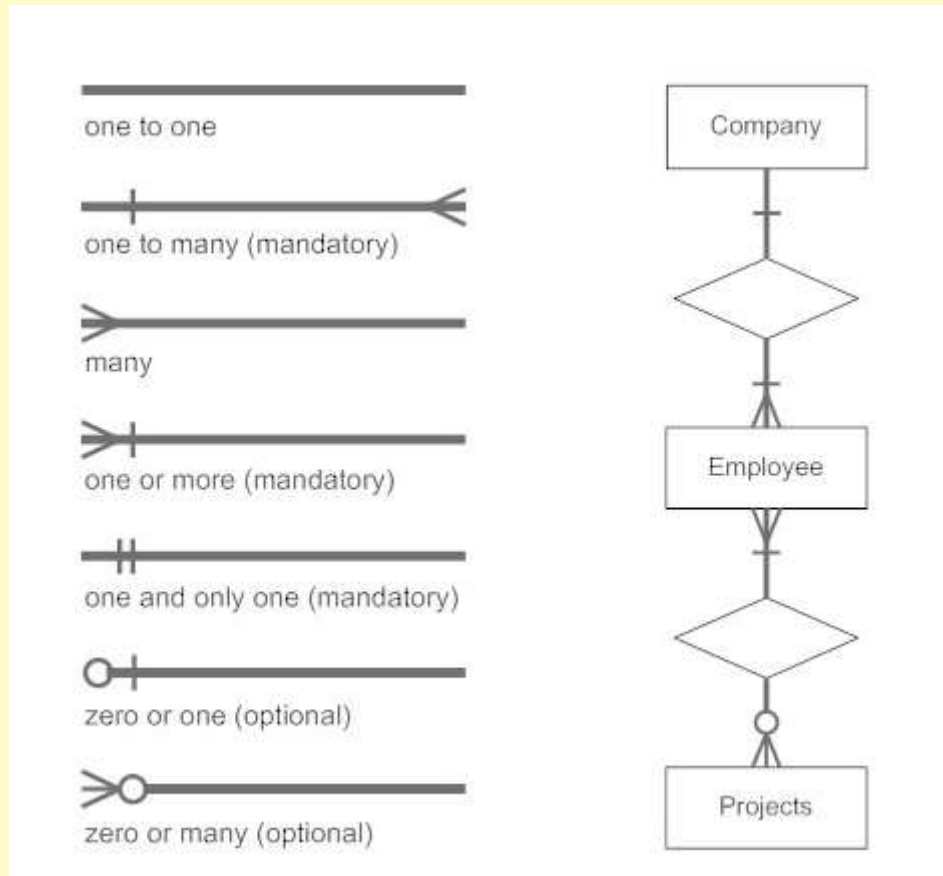 one to one
one to many (mandatory)
many
one or more (mandatory)
one and only one (mandatory)
zero or one (optional)
zero or many (optional)
Company
Employee
Projects